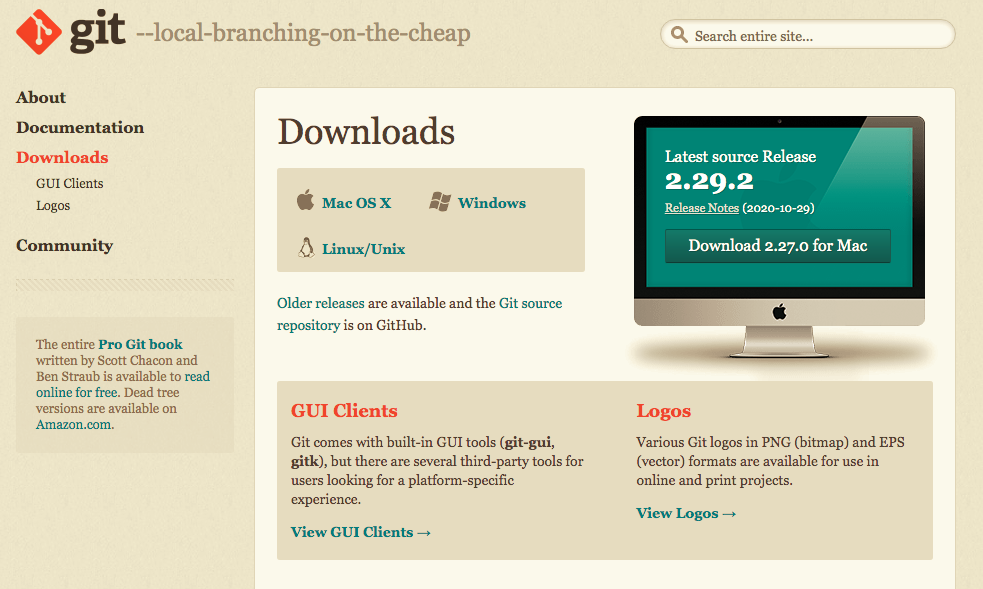 git --local-branching-on-the-cheap
Search entire site...
About
Documentation
Downloads
GUI Clients
Logos
Community
The entire Pro Git book
written by Scott Chacon and
Ben Straub is available to read
online for free. Dead tree
versions are available on
Amazon.com.
Downloads
Mac OS X
Windows
Linux/Unix
Older releases are available and the Git source
repository is on GitHub.
Latest source Release
2.29.2
Release Notes (2020-10-29)
Download 2.27.0 for Mac
GUI Clients
Git comes with built-in GUI tools (git-gui,
gitk), but there are several third-party tools for
users looking for a platform-specific
experience.
View GUI Clients →
Logos
Various Git logos in PNG (bitmap) and EPS
(vector) formats are available for use in
online and print projects.
View Logos →